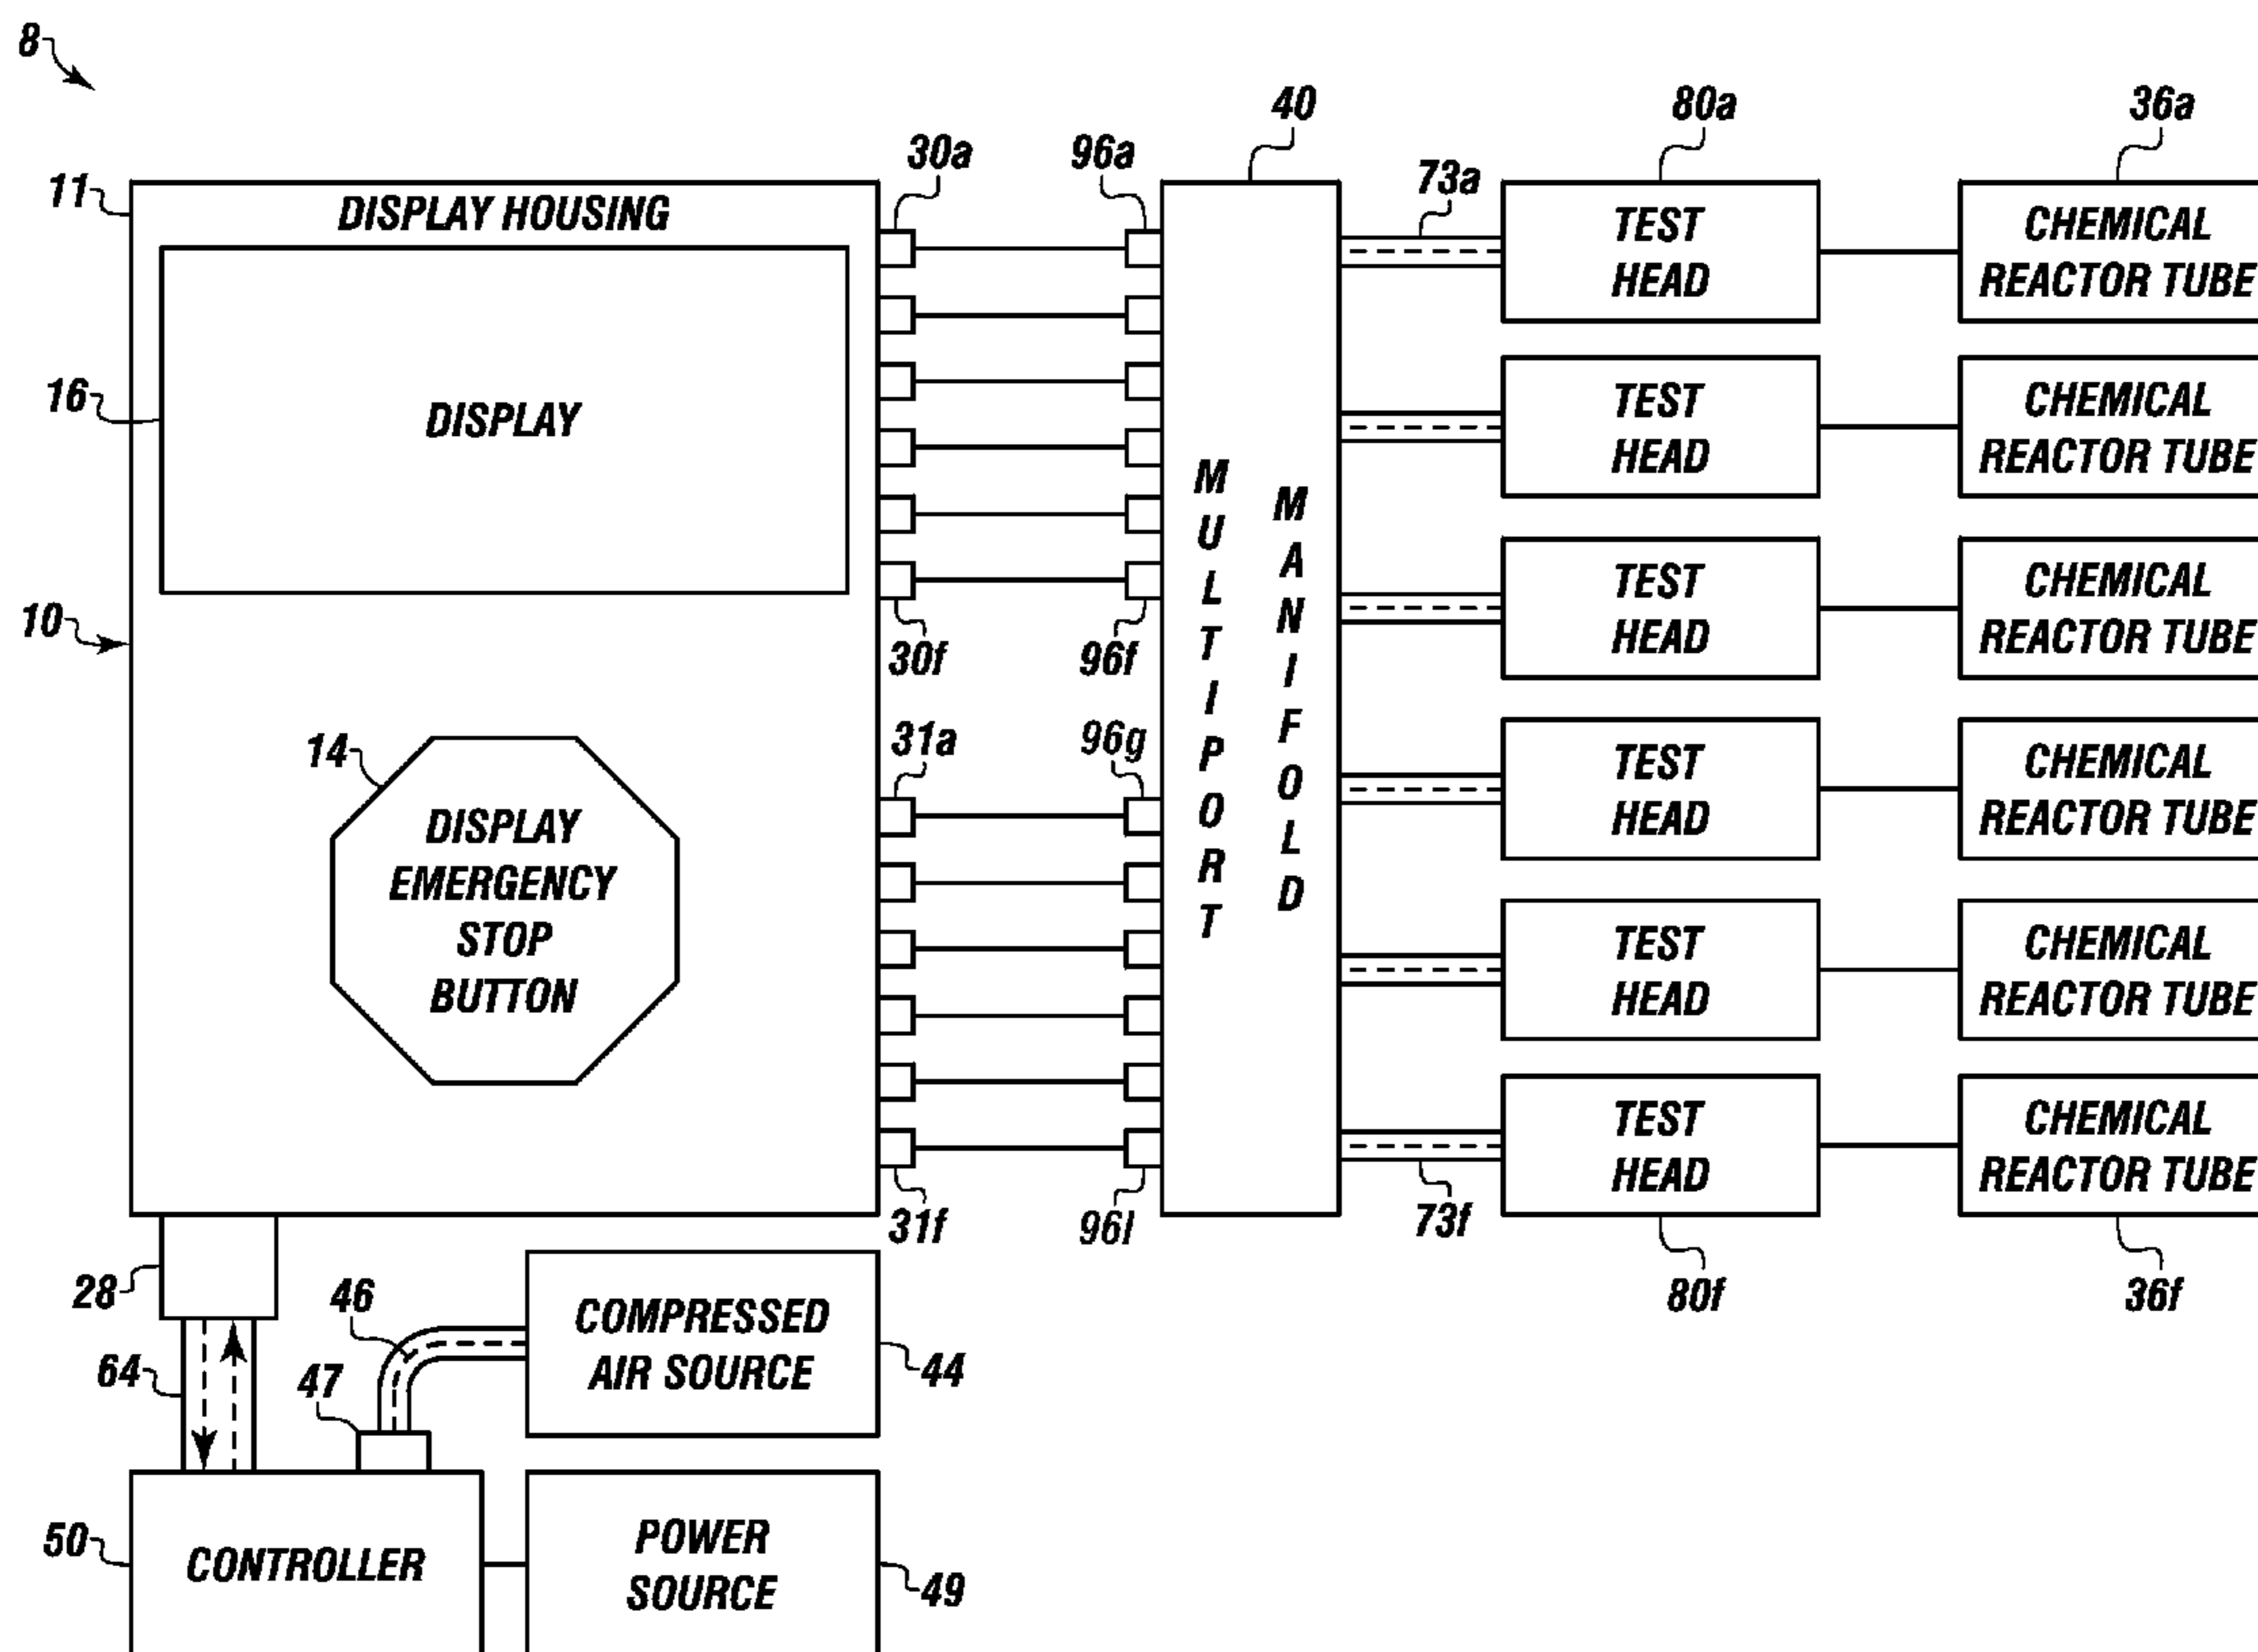 8
11
DISPLAY HOUSING
16
DISPLAY
10
14
DISPLAY
EMERGENCY
STOP
BUTTON
30a
96a
30f
96f
31a
96g
31f
96l
40
MULTIPORT
MANIFOLD
73a
73f
80a
TEST
HEAD
TEST
HEAD
TEST
HEAD
TEST
HEAD
TEST
HEAD
TEST
HEAD
80f
36a
CHEMICAL
REACTOR TUBE
CHEMICAL
REACTOR TUBE
CHEMICAL
REACTOR TUBE
CHEMICAL
REACTOR TUBE
CHEMICAL
REACTOR TUBE
CHEMICAL
REACTOR TUBE
36f
28
64
46
47
COMPRESSED
AIR SOURCE
44
50
CONTROLLER
POWER
SOURCE
49